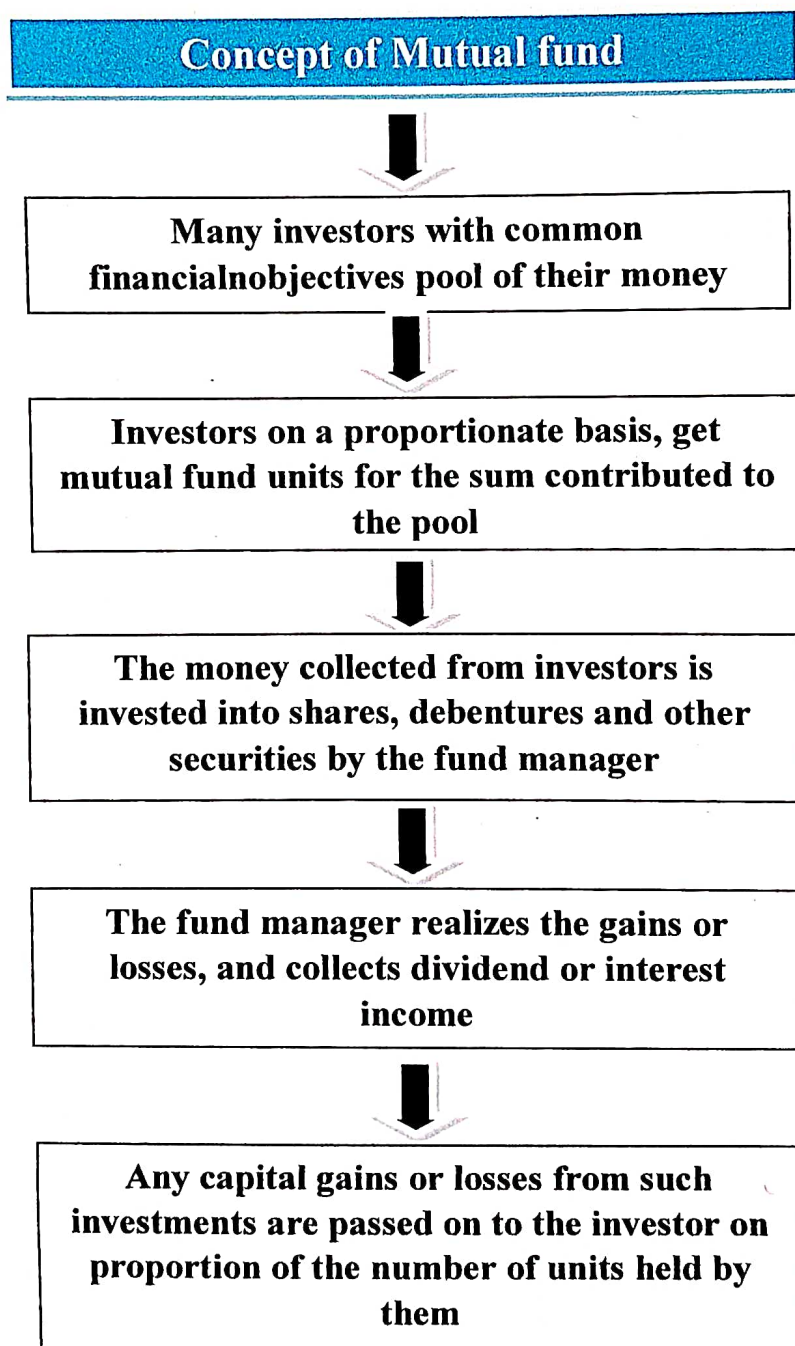 Concept of Mutual fund
Many investors with common
financialnobjectives pool of their money
Investors on a proportionate basis, get
mutual fund units for the sum contributed to
the pool
The money collected from investors is
invested into shares, debentures and other
securities by the fund manager
The fund manager realizes the gains or
losses, and collects dividend or interest
income
Any capital gains or losses from such
investments are passed on to the investor on
proportion of the number of units held by
them